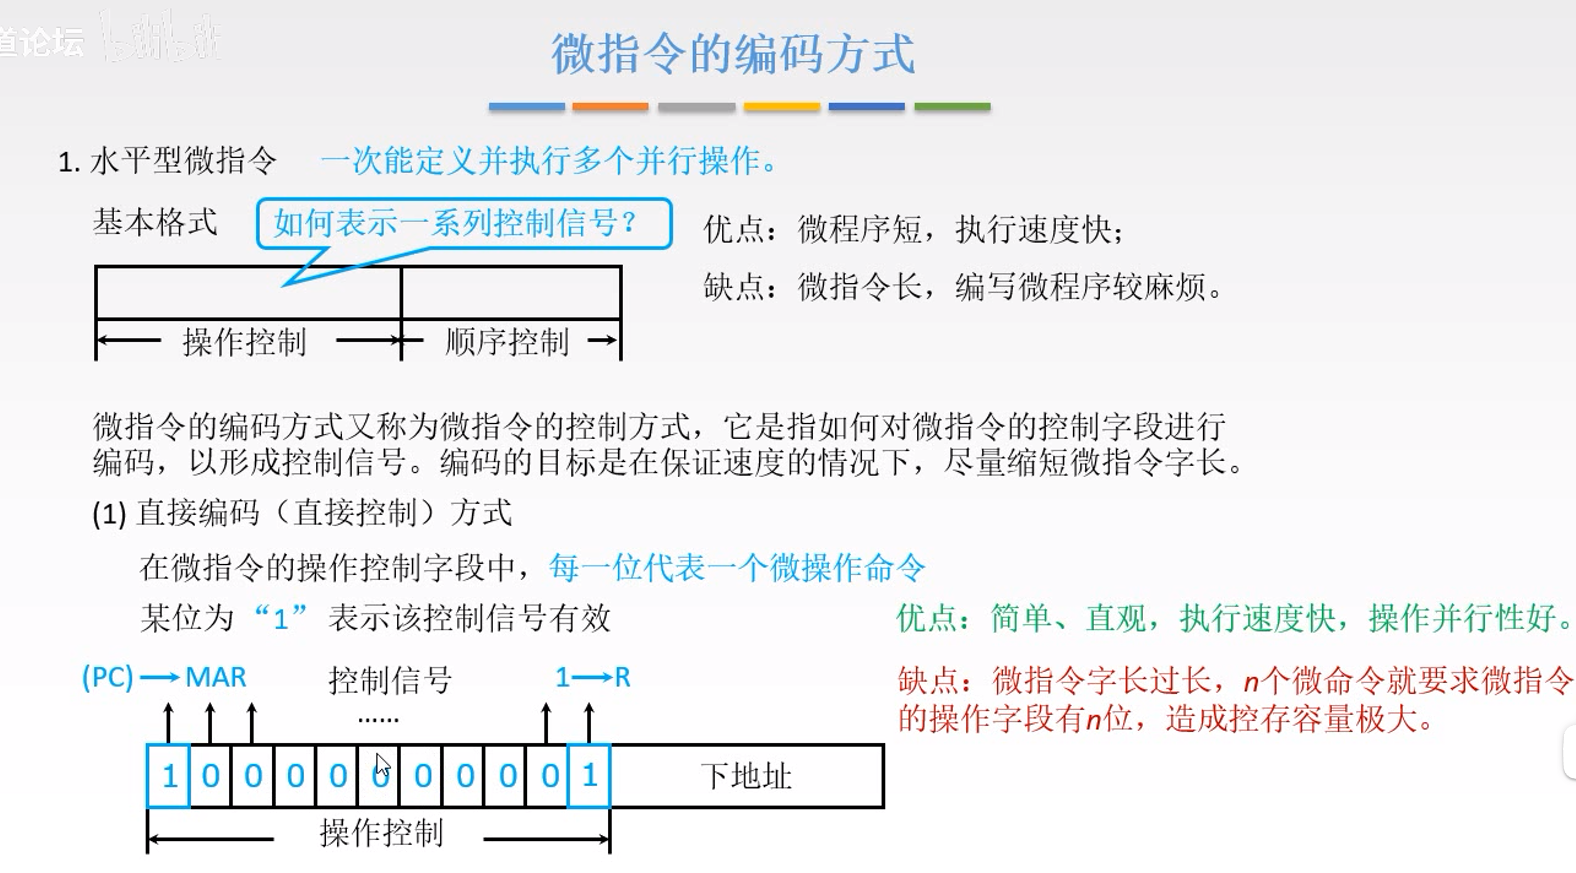 道论坛 bilibili
微指令的编码方式
1. 水平型微指令 一次能定义并执行多个并行操作。
基本格式 如何表示一系列控制信号？
优点：微程序短，执行速度快；
缺点：微指令长，编写微程序较麻烦。
操作控制 顺序控制
微指令的编码方式又称为微指令的控制方式，它是指如何对微指令的控制字段进行
编码，以形成控制信号。编码的目标是在保证速度的情况下，尽量缩短微指令字长。
(1) 直接编码（直接控制）方式
在微指令的操作控制字段中，每一位代表一个微操作命令
某位为“1” 表示该控制信号有效
优点：简单、直观，执行速度快，操作并行性好。
(PC)→MAR 控制信号 1→R
缺点：微指令字长过长，n个微命令就要求微指令
的操作字段有n位，造成控存容量极大。
……
1 0 0 0 0 0 0 0 0 0 1 下地址
操作控制